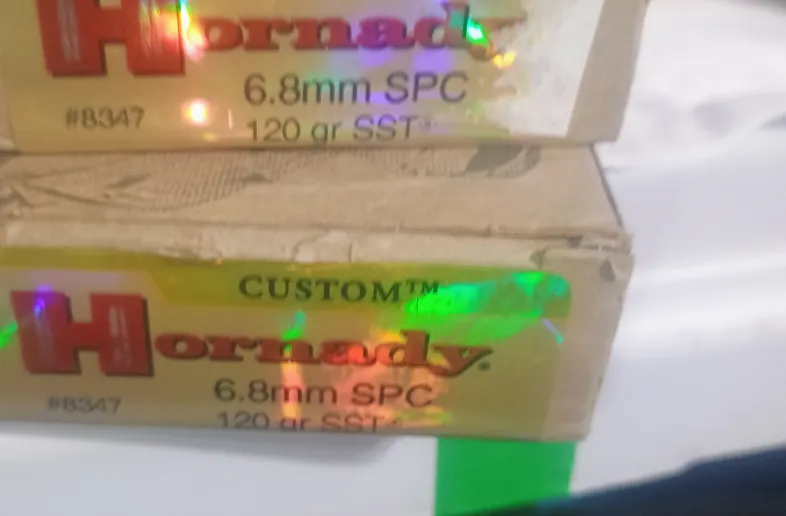 Hornady
6.8mm SPC
#8347
120 gr SST
CUSTOM™
Hornady®
6.8mm SPC
#8347
120 gr SST